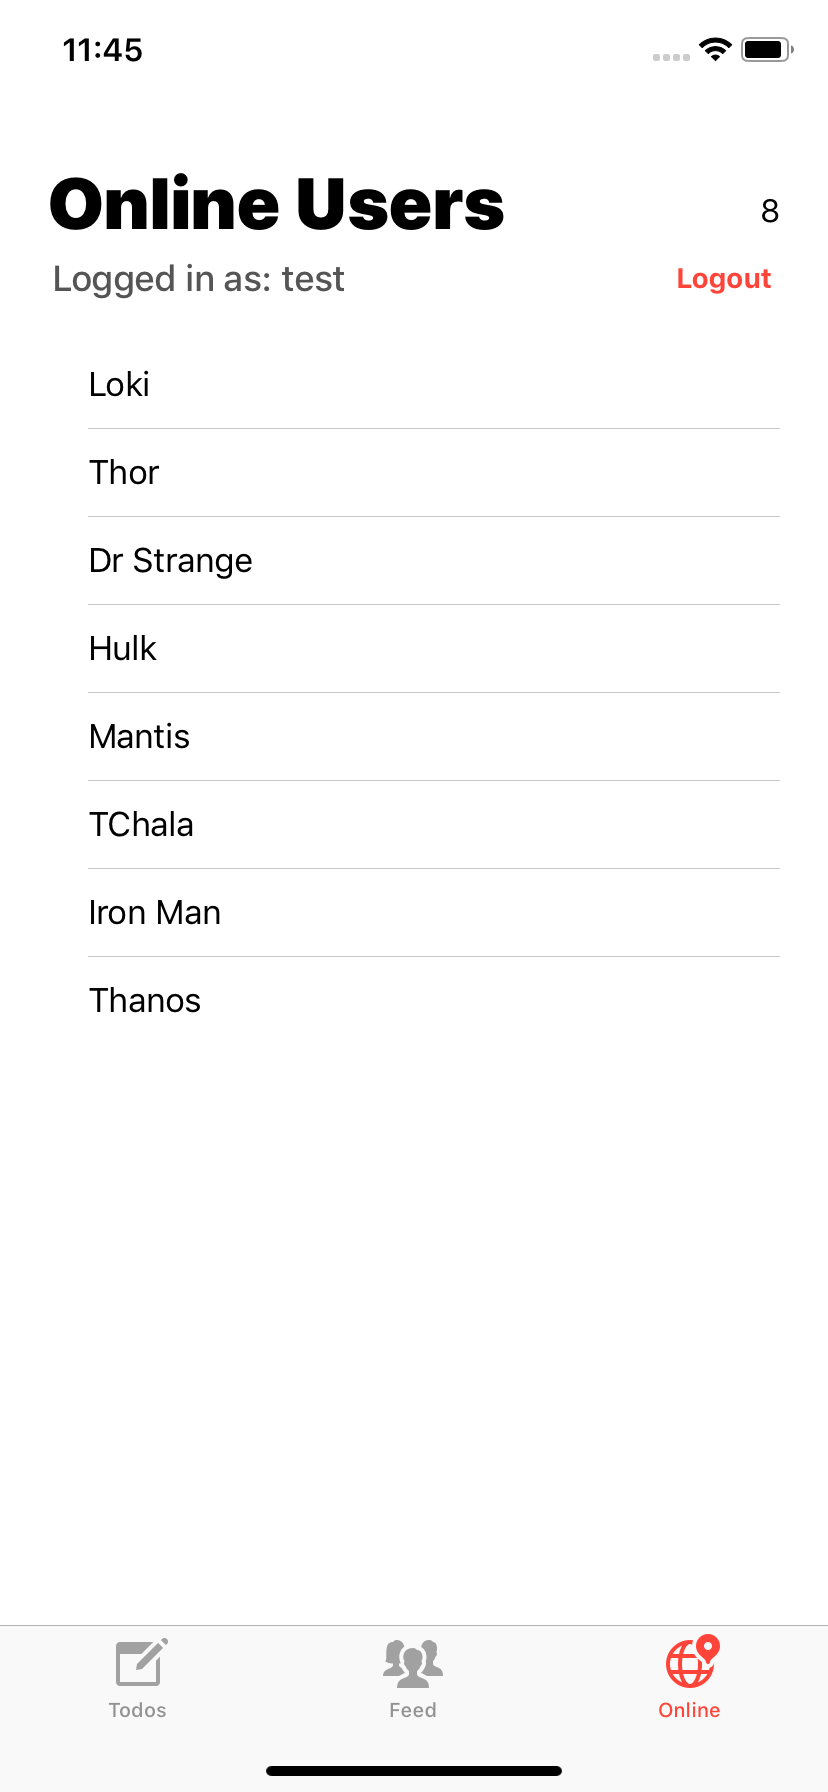 11:45
Online Users
8
Logged in as: test
Logout
Loki
Thor
Dr Strange
Hulk
Mantis
TChala
Iron Man
Thanos
Todos
Feed
Online